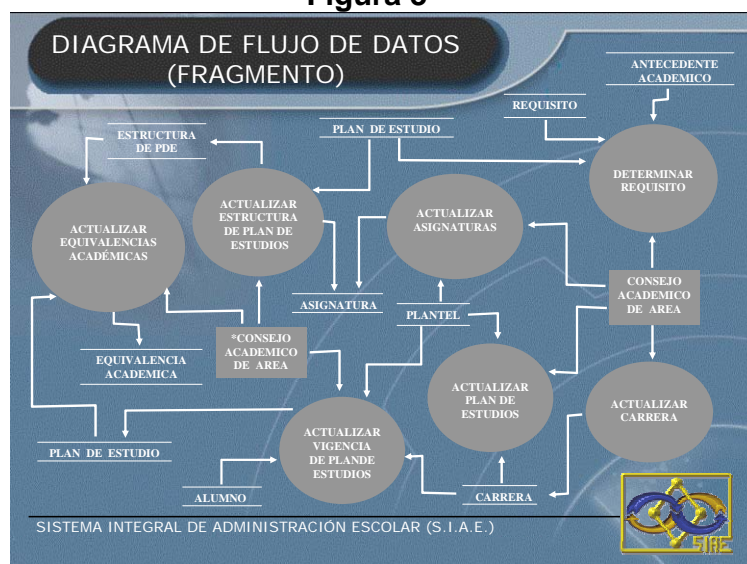 Figura 3
DIAGRAMA DE FLUJO DE DATOS
(FRAGMENTO)
ANTECEDENTE
ACADEMICO
REQUISITO
PLAN DE ESTUDIO
ESTRUCTURA
DE PDE
DETERMINAR
REQUISITO
ACTUALIZAR
ESTRUCTURA
DE PLAN DE
ESTUDIOS
ACTUALIZAR
ASIGNATURAS
ACTUALIZAR
EQUIVALENCIAS
ACADÉMICAS
CONSEJO
ACADEMICO
DE AREA
ASIGNATURA
PLANTEL
*CONSEJO
ACADEMICO
DE AREA
EQUIVALENCIA
ACADEMICA
ACTUALIZAR
PLAN DE
ESTUDIOS
ACTUALIZAR
CARRERA
ACTUALIZAR
VIGENCIA
DE PLANDE
ESTUDIOS
PLAN DE ESTUDIO
ALUMNO
CARRERA
SISTEMA INTEGRAL DE ADMINISTRACIÓN ESCOLAR (S.I.A.E.)
SIAE